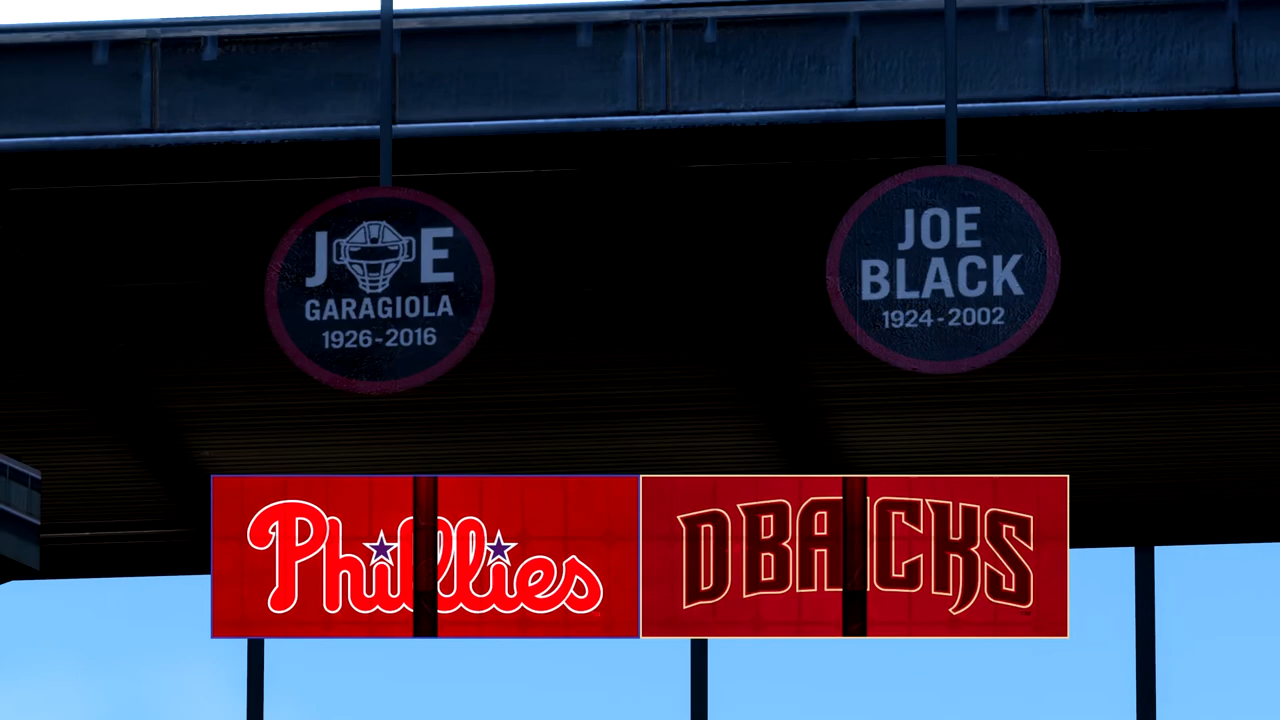 JOE
GARAGIOLA
1926-2016
JOE
BLACK
1924-2002
Phillies
DBACKS